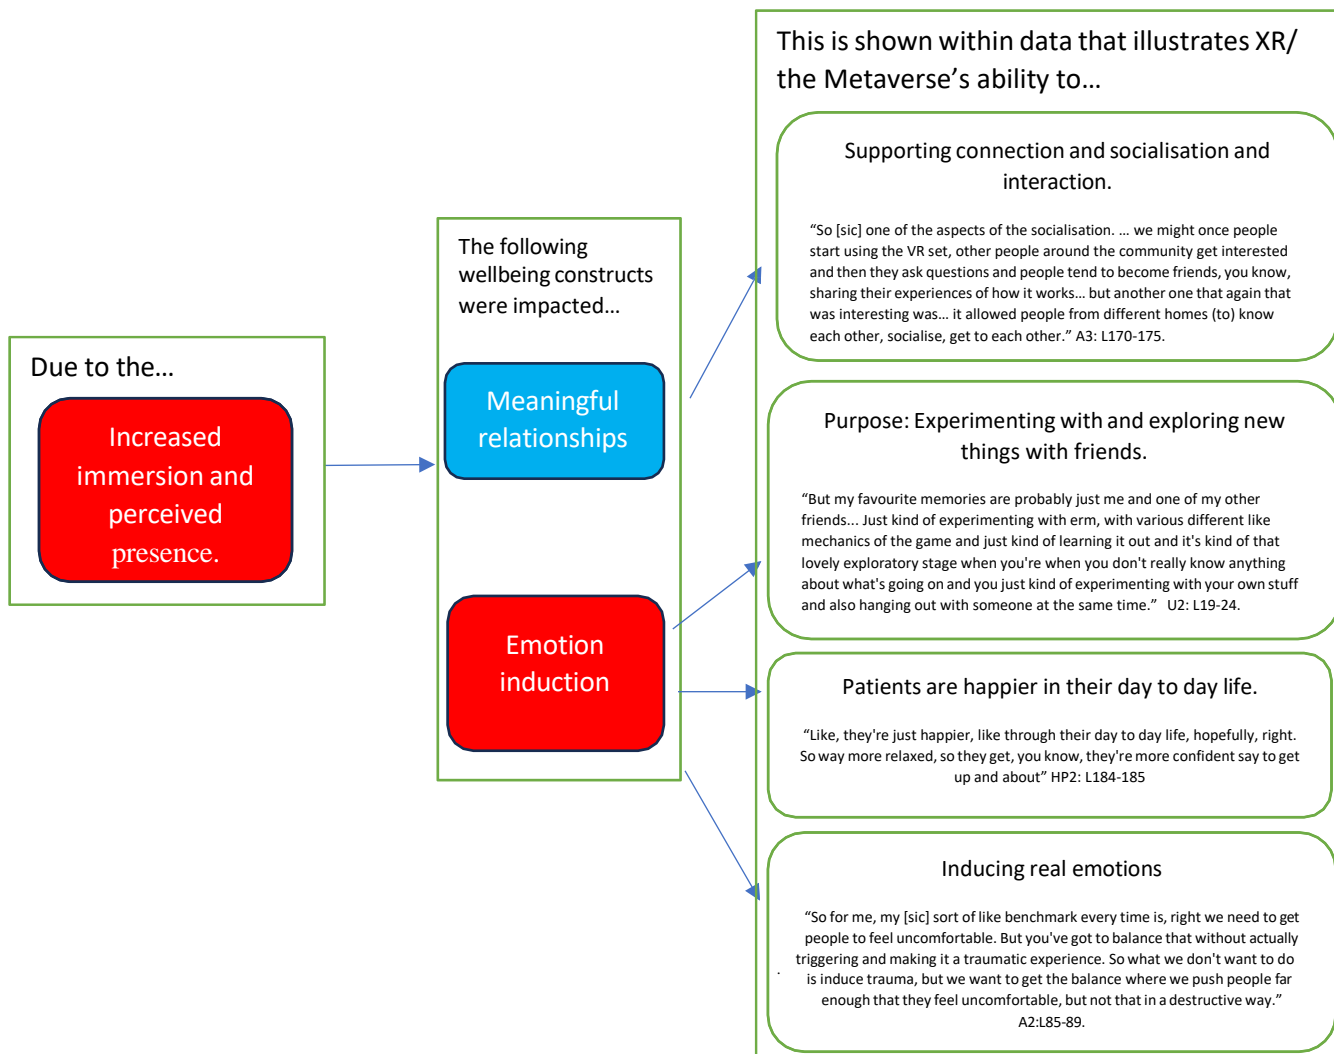 Due to the...
Increased
immersion and
perceived
presence.
The following
wellbeing constructs
were impacted...
Meaningful
relationships
Emotion
induction
This is shown within data that illustrates XR/
the Metaverse’s ability to...
Supporting connection and socialisation and
interaction.
“So [sic] one of the aspects of the socialisation. ... we might once people
start using the VR set, other people around the community get interested
and then they ask questions and people tend to become friends, you know,
sharing their experiences of how it works... but another one that again that
was interesting was... it allowed people from different homes (to) know
each other, socialise, get to each other.” A3: L170-175.
Purpose: Experimenting with and exploring new
things with friends.
“But my favourite memories are probably just me and one of my other
friends... Just kind of experimenting with erm, with various different like
mechanics of the game and just kind of learning it out and it's kind of that
lovely exploratory stage when you're when you don't really know anything
about what's going on and you just kind of experimenting with your own stuff
and also hanging out with someone at the same time.” U2: L19-24.
Patients are happier in their day to day life.
“Like, they're just happier, like through their day to day life, hopefully, right.
So way more relaxed, so they get, you know, they're more confident say to get
up and about” HP2: L184-185
Inducing real emotions
“So for me, my [sic] sort of like benchmark every time is, right we need to get
people to feel uncomfortable. But you've got to balance that without actually
triggering and making it a traumatic experience. So what we don't want to do
. is induce trauma, but we want to get the balance where we push people far
enough that they feel uncomfortable, but not that in a destructive way.”
A2:L85-89.